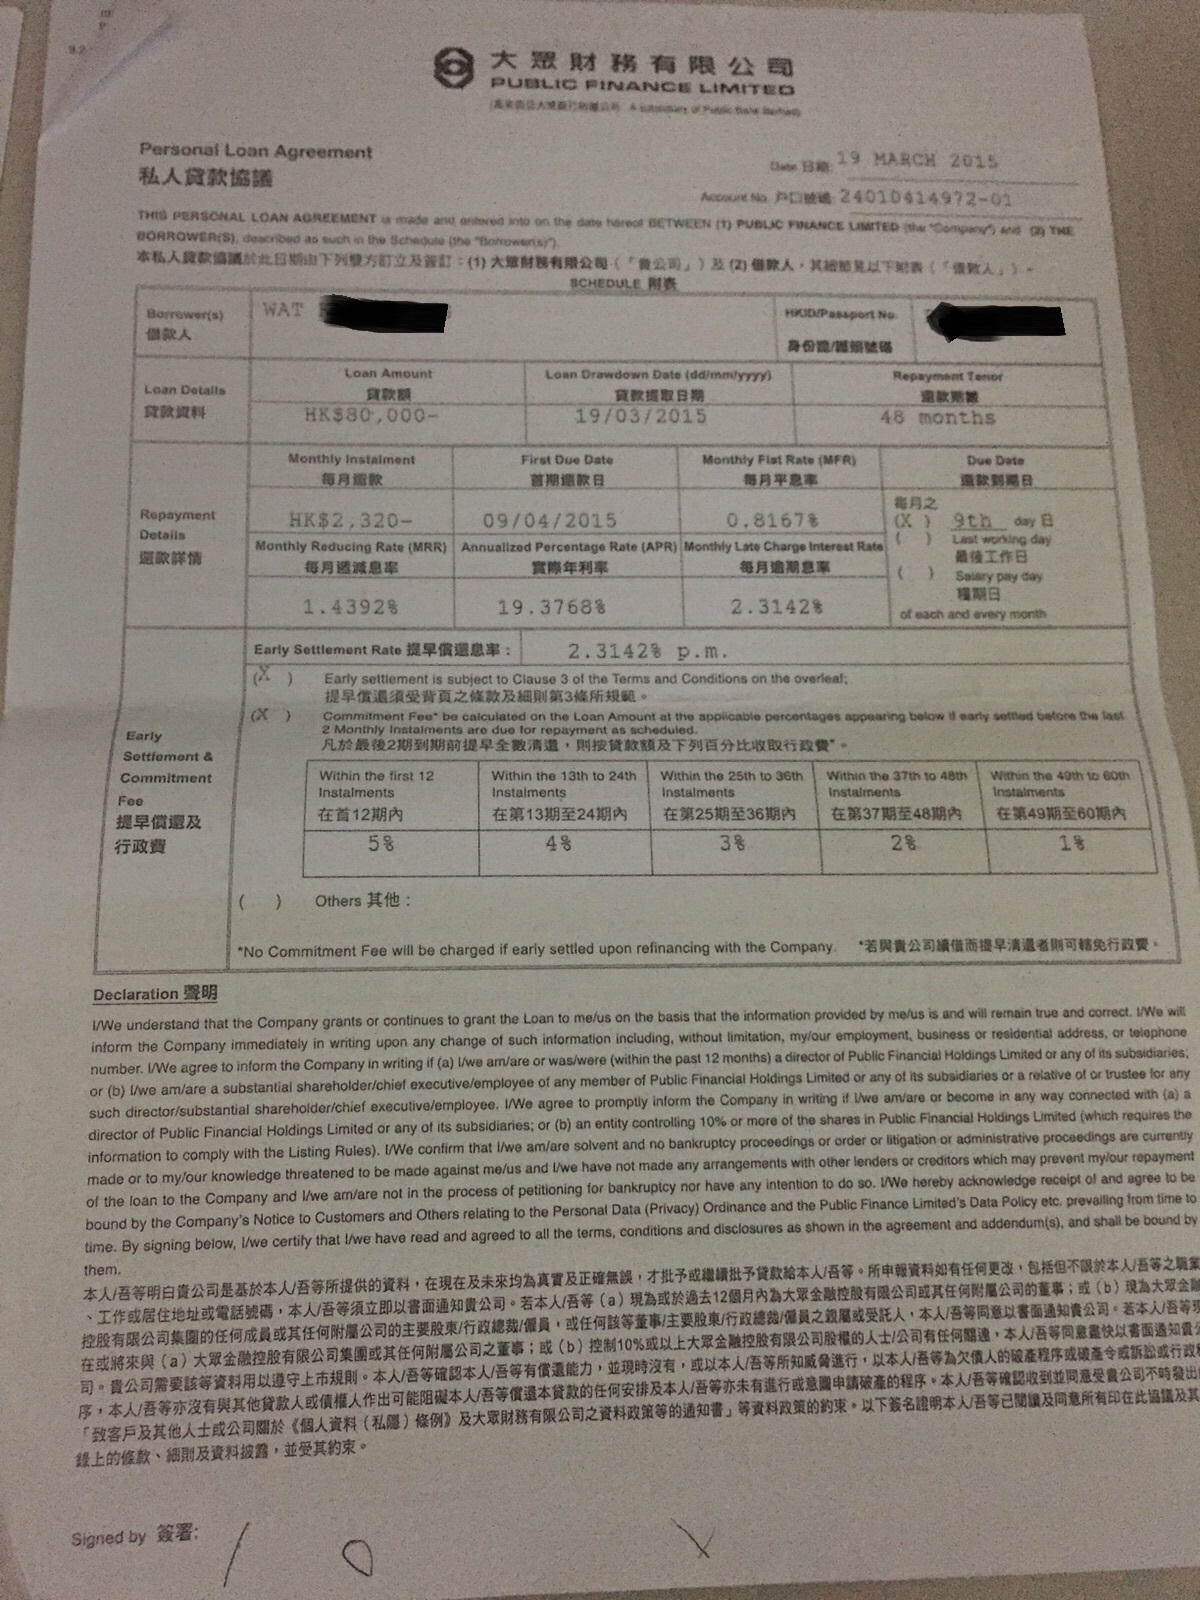 大眾財務有限公司
PUBLIC FINANCE LIMITED
A subsidiary of Public Bank Berhad)
Personal Loan Agreement
私人貸款協議
Date 日期: 19 MARCH 2015
Account No. 戶口號碼: 24010414972-01
THIS PERSONAL LOAN AGREEMENT is made and entered into on the date hereof BETWEEN (1) PUBLIC FINANCE LIMITED (the "Company") and (2) THE
BORROWER(S), described as such in the Schedule (the "Borrower(s)").
本私人貸款協議於此日期由下列雙方訂立及簽訂：(1) 大眾財務有限公司（「貴公司」）及 (2) 借款人，其細節見以下附表（「借款人」）。
SCHEDULE 附表
Borrower(s)
借款人
WAT
HKID/Passport No.
身份證/護照號碼
Loan Details
貸款資料
Loan Amount
貸款額
HK$80,000-
Loan Drawdown Date (dd/mm/yyyy)
貸款提取日期
19/03/2015
Repayment Tenor
還款期數
48 months
Repayment
Details
還款詳情
Monthly Instalment
每月還款
HK$2,320-
First Due Date
首期還款日
09/04/2015
Monthly Flat Rate (MFR)
每月平息率
0.8167%
Due Date
還款到期日
每月之
(X) 9th day 日
( ) Last working day
最後工作日
( ) Salary pay day
糧期日
of each and every month
Monthly Reducing Rate (MRR)
每月遞減息率
1.4392%
Annualized Percentage Rate (APR)
實際年利率
19.3768%
Monthly Late Charge Interest Rate
每月逾期息率
2.3142%
Early
Settlement &
Commitment
Fee
提早償還及
行政費
Early Settlement Rate 提早償還息率： 2.3142% p.m.
(X) Early settlement is subject to Clause 3 of the Terms and Conditions on the overleaf;
提早償還須受背頁之條款及細則第3條所規範。
(X) Commitment Fee* be calculated on the Loan Amount at the applicable percentages appearing below if early settled before the last
2 Monthly Instalments are due for repayment as scheduled.
凡於最後2期到期前提早全數清還，則按貸款額及下列百分比收取行政費*。
Within the first 12
Instalments
在首12期內
5%
Within the 13th to 24th
Instalments
在第13期至24期內
4%
Within the 25th to 36th
Instalments
在第25期至36期內
3%
Within the 37th to 48th
Instalments
在第37期至48期內
2%
Within the 49th to 60th
Instalments
在第49期至60期內
1%
( ) Others 其他：
*No Commitment Fee will be charged if early settled upon refinancing with the Company. *若與貴公司續借而提早清還者則可豁免行政費。
Declaration 聲明
I/We understand that the Company grants or continues to grant the Loan to me/us on the basis that the information provided by me/us is and will remain true and correct. I/We will
inform the Company immediately in writing upon any change of such information including, without limitation, my/our employment, business or residential address, or telephone
number. I/We agree to inform the Company in writing if (a) I/we am/are or was/were (within the past 12 months) a director of Public Financial Holdings Limited or any of its subsidiaries;
or (b) I/we am/are a substantial shareholder/chief executive/employee of any member of Public Financial Holdings Limited or any of its subsidiaries or a relative of or trustee for any
such director/substantial shareholder/chief executive/employee. I/We agree to promptly inform the Company in writing if I/we am/are or become in any way connected with (a) a
director of Public Financial Holdings Limited or any of its subsidiaries; or (b) an entity controlling 10% or more of the shares in Public Financial Holdings Limited (which requires the
information to comply with the Listing Rules). I/We confirm that I/we am/are solvent and no bankruptcy proceedings or order or litigation or administrative proceedings are currently
made or to my/our knowledge threatened to be made against me/us and I/we have not made any arrangements with other lenders or creditors which may prevent my/our repayment
of the loan to the Company and I/we am/are not in the process of petitioning for bankruptcy nor have any intention to do so. I/We hereby acknowledge receipt of and agree to be
bound by the Company's Notice to Customers and Others relating to the Personal Data (Privacy) Ordinance and the Public Finance Limited's Data Policy etc. prevailing from time to
time. By signing below, I/we certify that I/we have read and agreed to all the terms, conditions and disclosures as shown in the agreement and addendum(s), and shall be bound by
them.
本人/吾等明白貴公司是基於本人/吾等所提供的資料，在現在及未來均為真實及正確無誤，才批予或繼續批予貸款給本人/吾等。所申報資料如有任何更改，包括但不限於本人/吾等之職業
、工作或居住地址或電話號碼，本人/吾等須立即以書面通知貴公司。若本人/吾等（a）現為或於過去12個月內為大眾金融控股有限公司或其任何附屬公司的董事；或（b）現為大眾金融
控股有限公司集團的任何成員或其任何附屬公司的主要股東/行政總裁/僱員，或任何該等董事/主要股東/行政總裁/僱員之親屬或受託人，本人/吾等同意以書面通知貴公司。若本人/吾等現
在或將來與（a）大眾金融控股有限公司集團或其任何附屬公司之董事；或（b）控制10%或以上大眾金融控股有限公司股權的人士/公司有任何關連，本人/吾等同意盡快以書面通知貴公
司。貴公司需要該等資料用以遵守上市規則。本人/吾等確認本人/吾等有償還能力，並現時沒有，或以本人/吾等所知威脅進行，以本人/吾等為欠債人的破產程序或破產令或訴訟或行政程
序，本人/吾等亦沒有與其他貸款人或債權人作出可能阻礙本人/吾等償還本貸款的任何安排及本人/吾等亦未有進行或意圖申請破產的程序。本人/吾等確認收到並同意受貴公司不時發出
「致客戶及其他人士或公司關於《個人資料（私隱）條例》及大眾財務有限公司之資料政策等的通知書」等資料政策的約束。以下簽名證明本人/吾等已閱讀及同意所有印在此協議及其
錄上的條款、細則及資料披露，並受其約束。
Signed by 簽署: